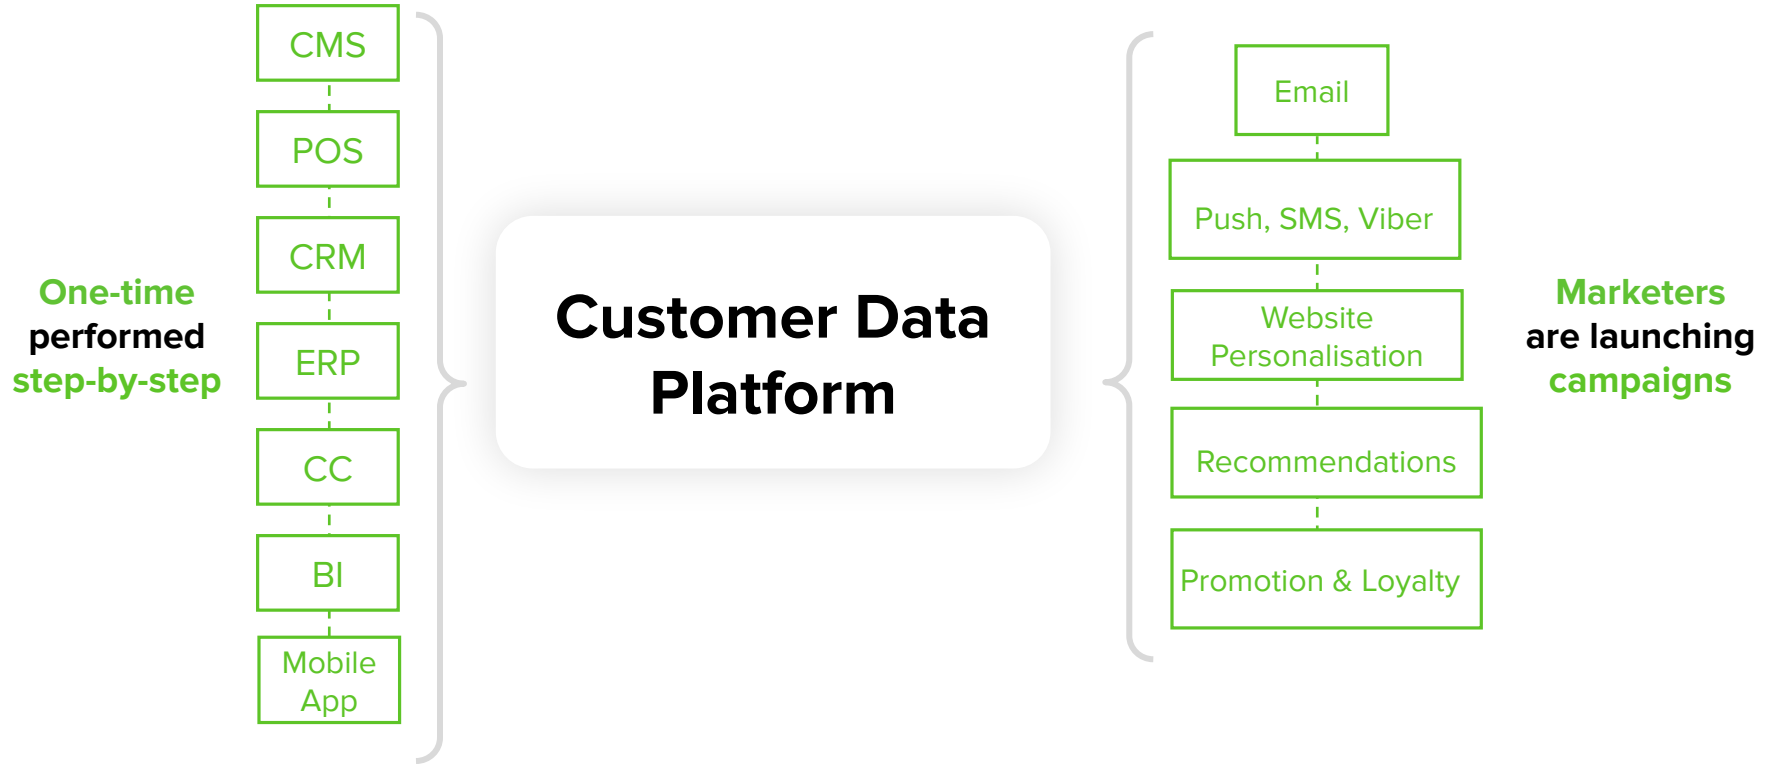 One-time
performed
step-by-step
CMS
POS
CRM
ERP
CC
BI
Mobile
App
Customer Data
Platform
Email
Push, SMS, Viber
Website
Personalisation
Recommendations
Promotion & Loyalty
Marketers
are launching
campaigns